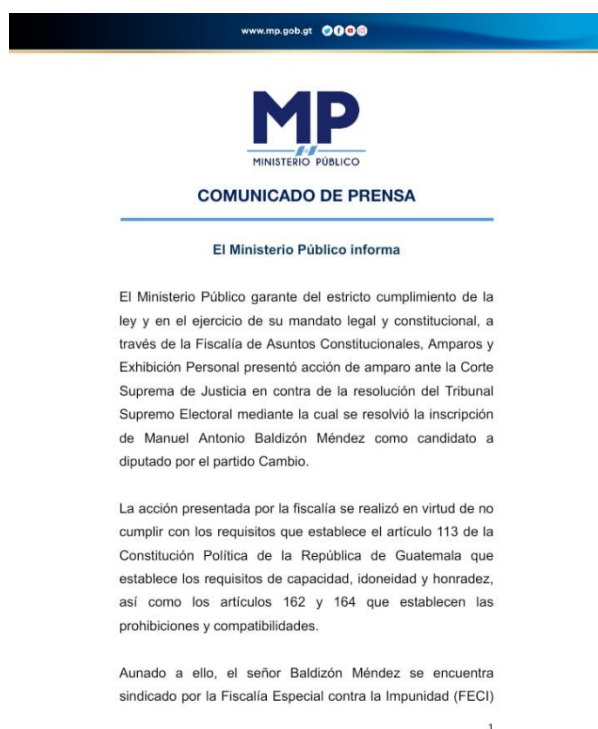 www.mp.gob.gt
MP
MINISTERIO PÚBLICO
COMUNICADO DE PRENSA
El Ministerio Público informa
El Ministerio Público garante del estricto cumplimiento de la
ley y en el ejercicio de su mandato legal y constitucional, a
través de la Fiscalía de Asuntos Constitucionales, Amparos y
Exhibición Personal presentó acción de amparo ante la Corte
Suprema de Justicia en contra de la resolución del Tribunal
Supremo Electoral mediante la cual se resolvió la inscripción
de Manuel Antonio Baldizón Méndez como candidato a
diputado por el partido Cambio.
La acción presentada por la fiscalía se realizó en virtud de no
cumplir con los requisitos que establece el artículo 113 de la
Constitución Política de la República de Guatemala que
establece los requisitos de capacidad, idoneidad y honradez,
así como los artículos 162 y 164 que establecen las
prohibiciones y compatibilidades.
Aunado a ello, el señor Baldizón Méndez se encuentra
sindicado por la Fiscalía Especial contra la Impunidad (FECI)
1